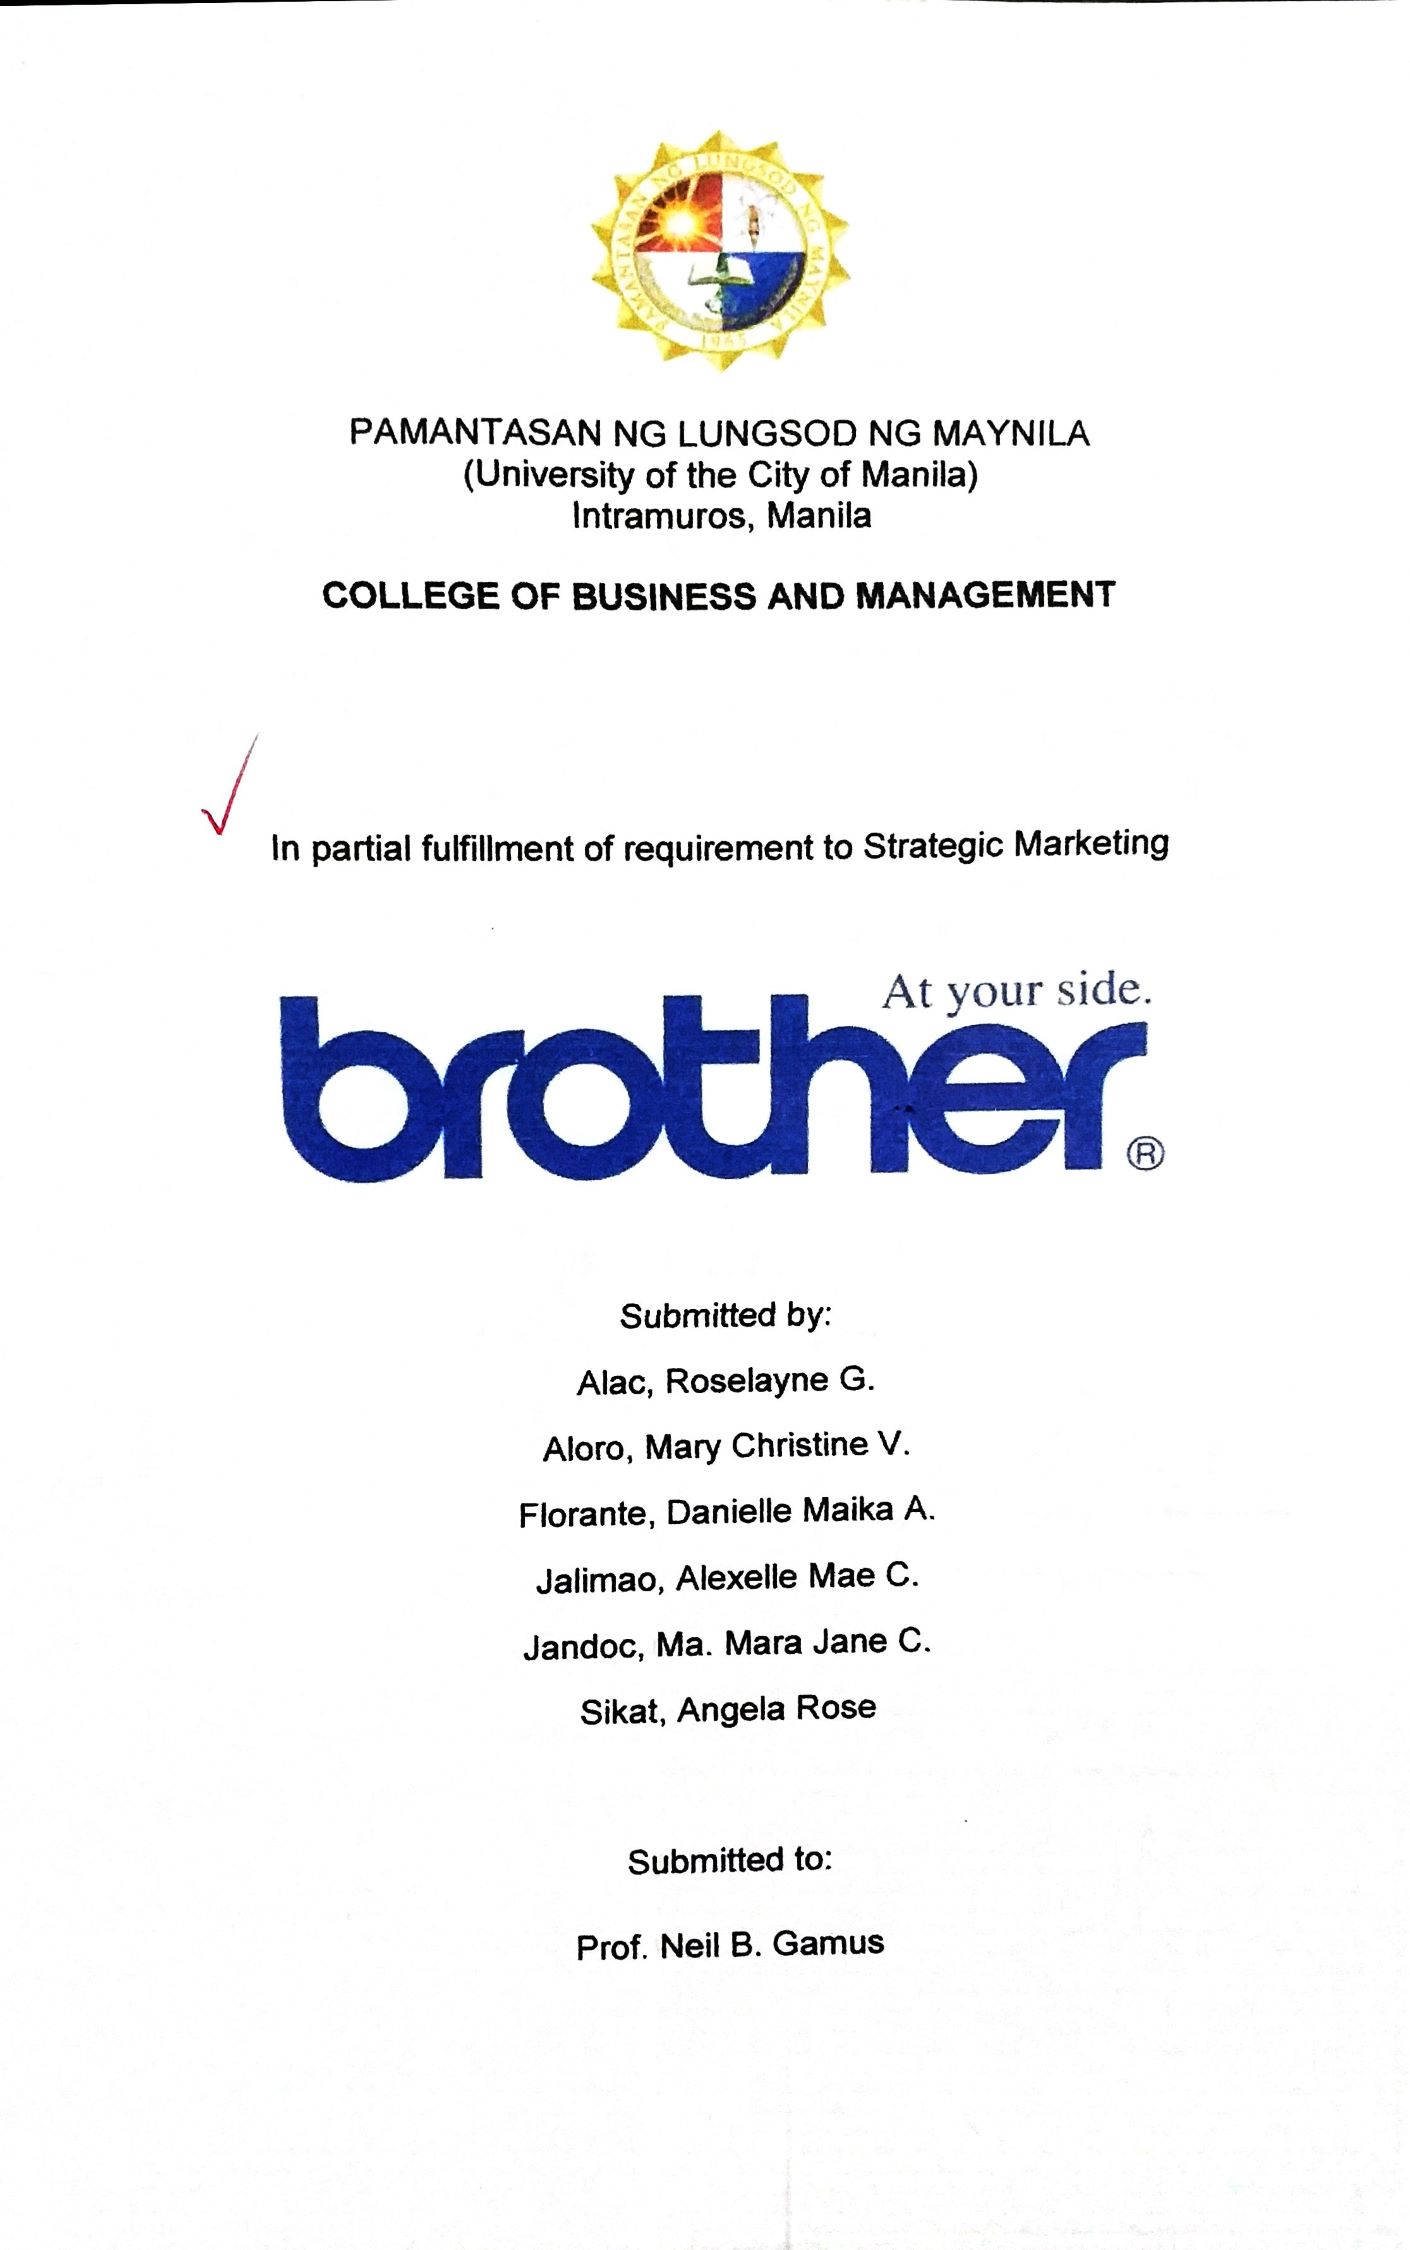 PAMANTASAN NG LUNGSOD NG MAYNILA
1965
PAMANTASAN NG LUNGSOD NG MAYNILA
(University of the City of Manila)
Intramuros, Manila
COLLEGE OF BUSINESS AND MANAGEMENT
In partial fulfillment of requirement to Strategic Marketing
At your side.
brother®
Submitted by:
Alac, Roselayne G.
Aloro, Mary Christine V.
Florante, Danielle Maika A.
Jalimao, Alexelle Mae C.
Jandoc, Ma. Mara Jane C.
Sikat, Angela Rose
Submitted to:
Prof. Neil B. Gamus